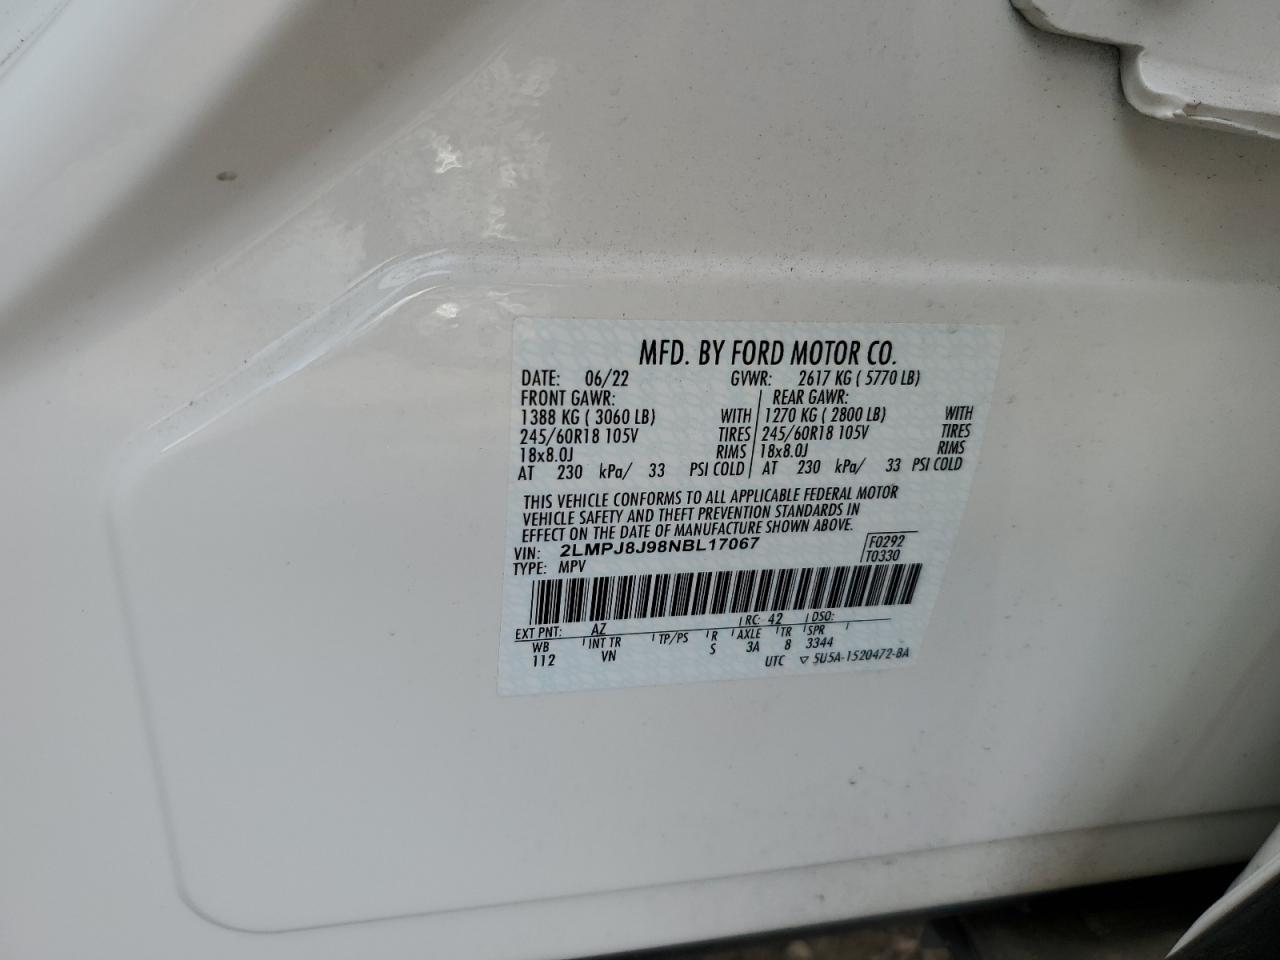 MFD. BY FORD MOTOR CO.
DATE: 06/22 GVWR: 2617 KG ( 5770 LB)
FRONT GAWR: REAR GAWR:
1388 KG ( 3060 LB) WITH 1270 KG ( 2800 LB) WITH
245/60R18 105V TIRES 245/60R18 105V TIRES
18x8.0J RIMS 18x8.0J RIMS
AT 230 kPa/ 33 PSI COLD AT 230 kPa/ 33 PSI COLD
THIS VEHICLE CONFORMS TO ALL APPLICABLE FEDERAL MOTOR
VEHICLE SAFETY AND THEFT PREVENTION STANDARDS IN
EFFECT ON THE DATE OF MANUFACTURE SHOWN ABOVE.
VIN: 2LMPJ8J98NBL17067 F0292
TYPE: MPV T0330
EXT PNT: AZ RC: 42 DSO:
WB INT TR TP/PS R AXLE TR SPR
112 VN S 3A 8 3344
UTC ▽ 5U5A-1520472-BA